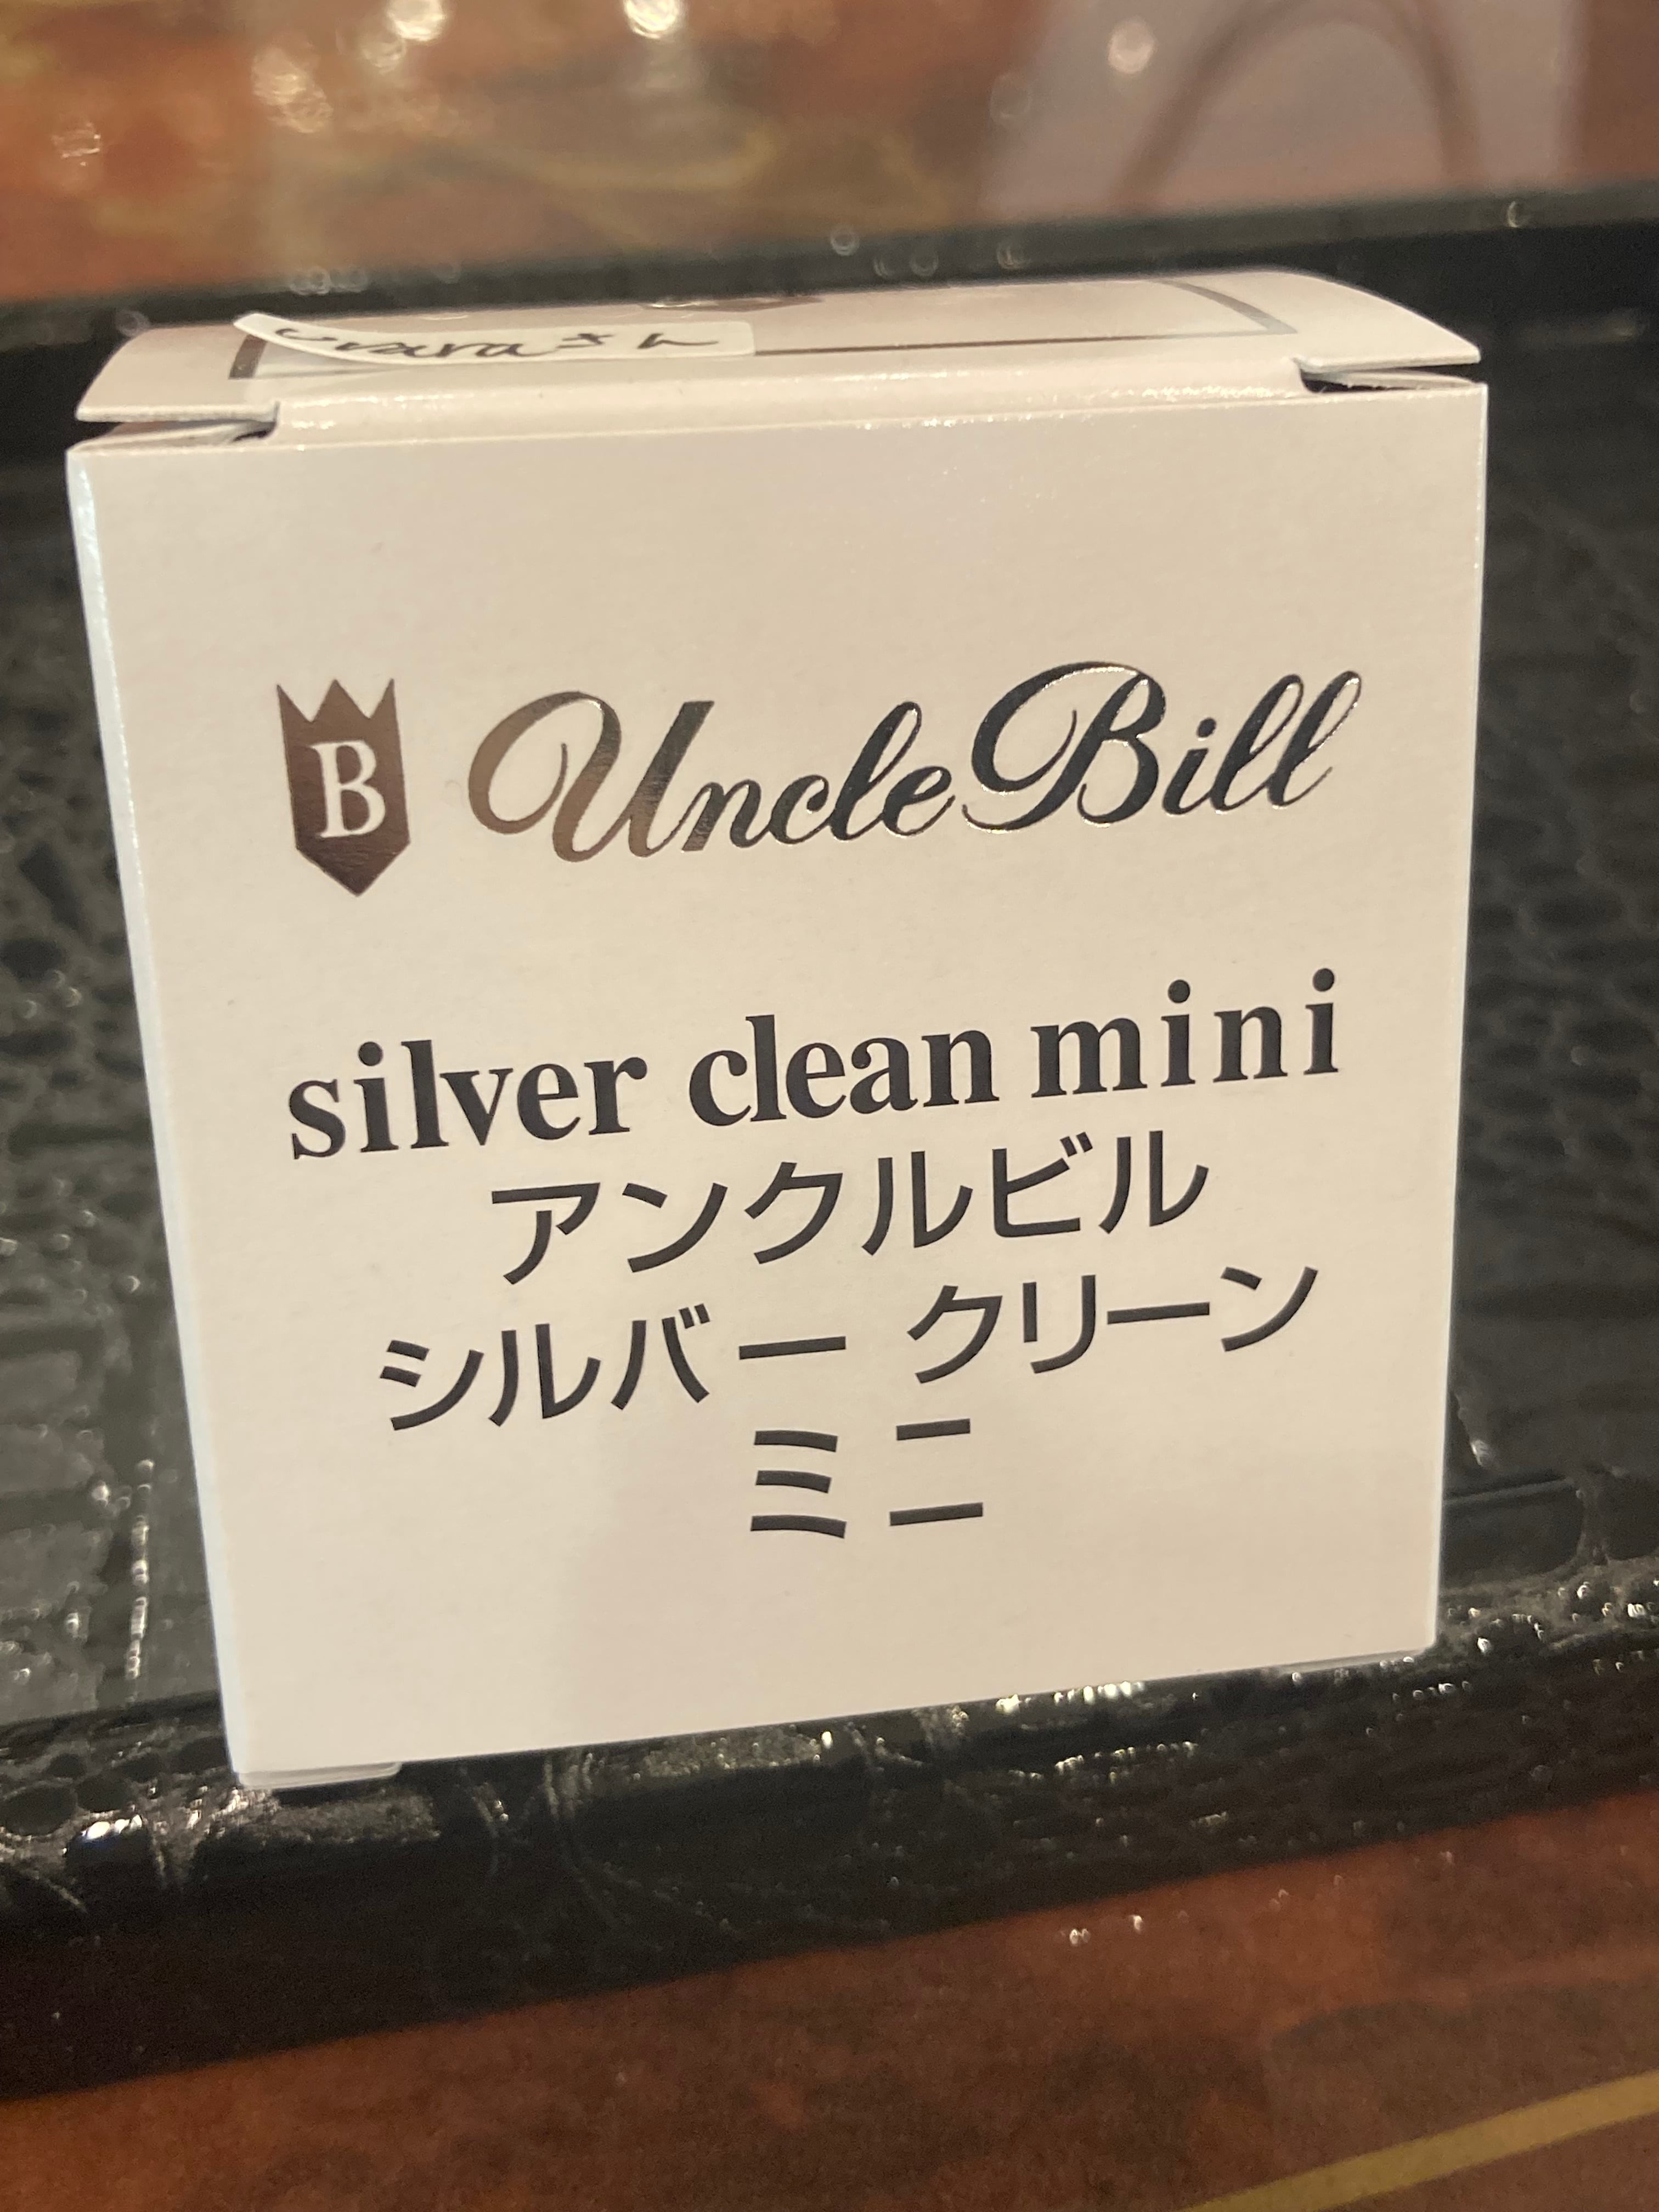 B Uncle Bill
silver clean mini
アンクルビル
シルバー クリーン
ミニ